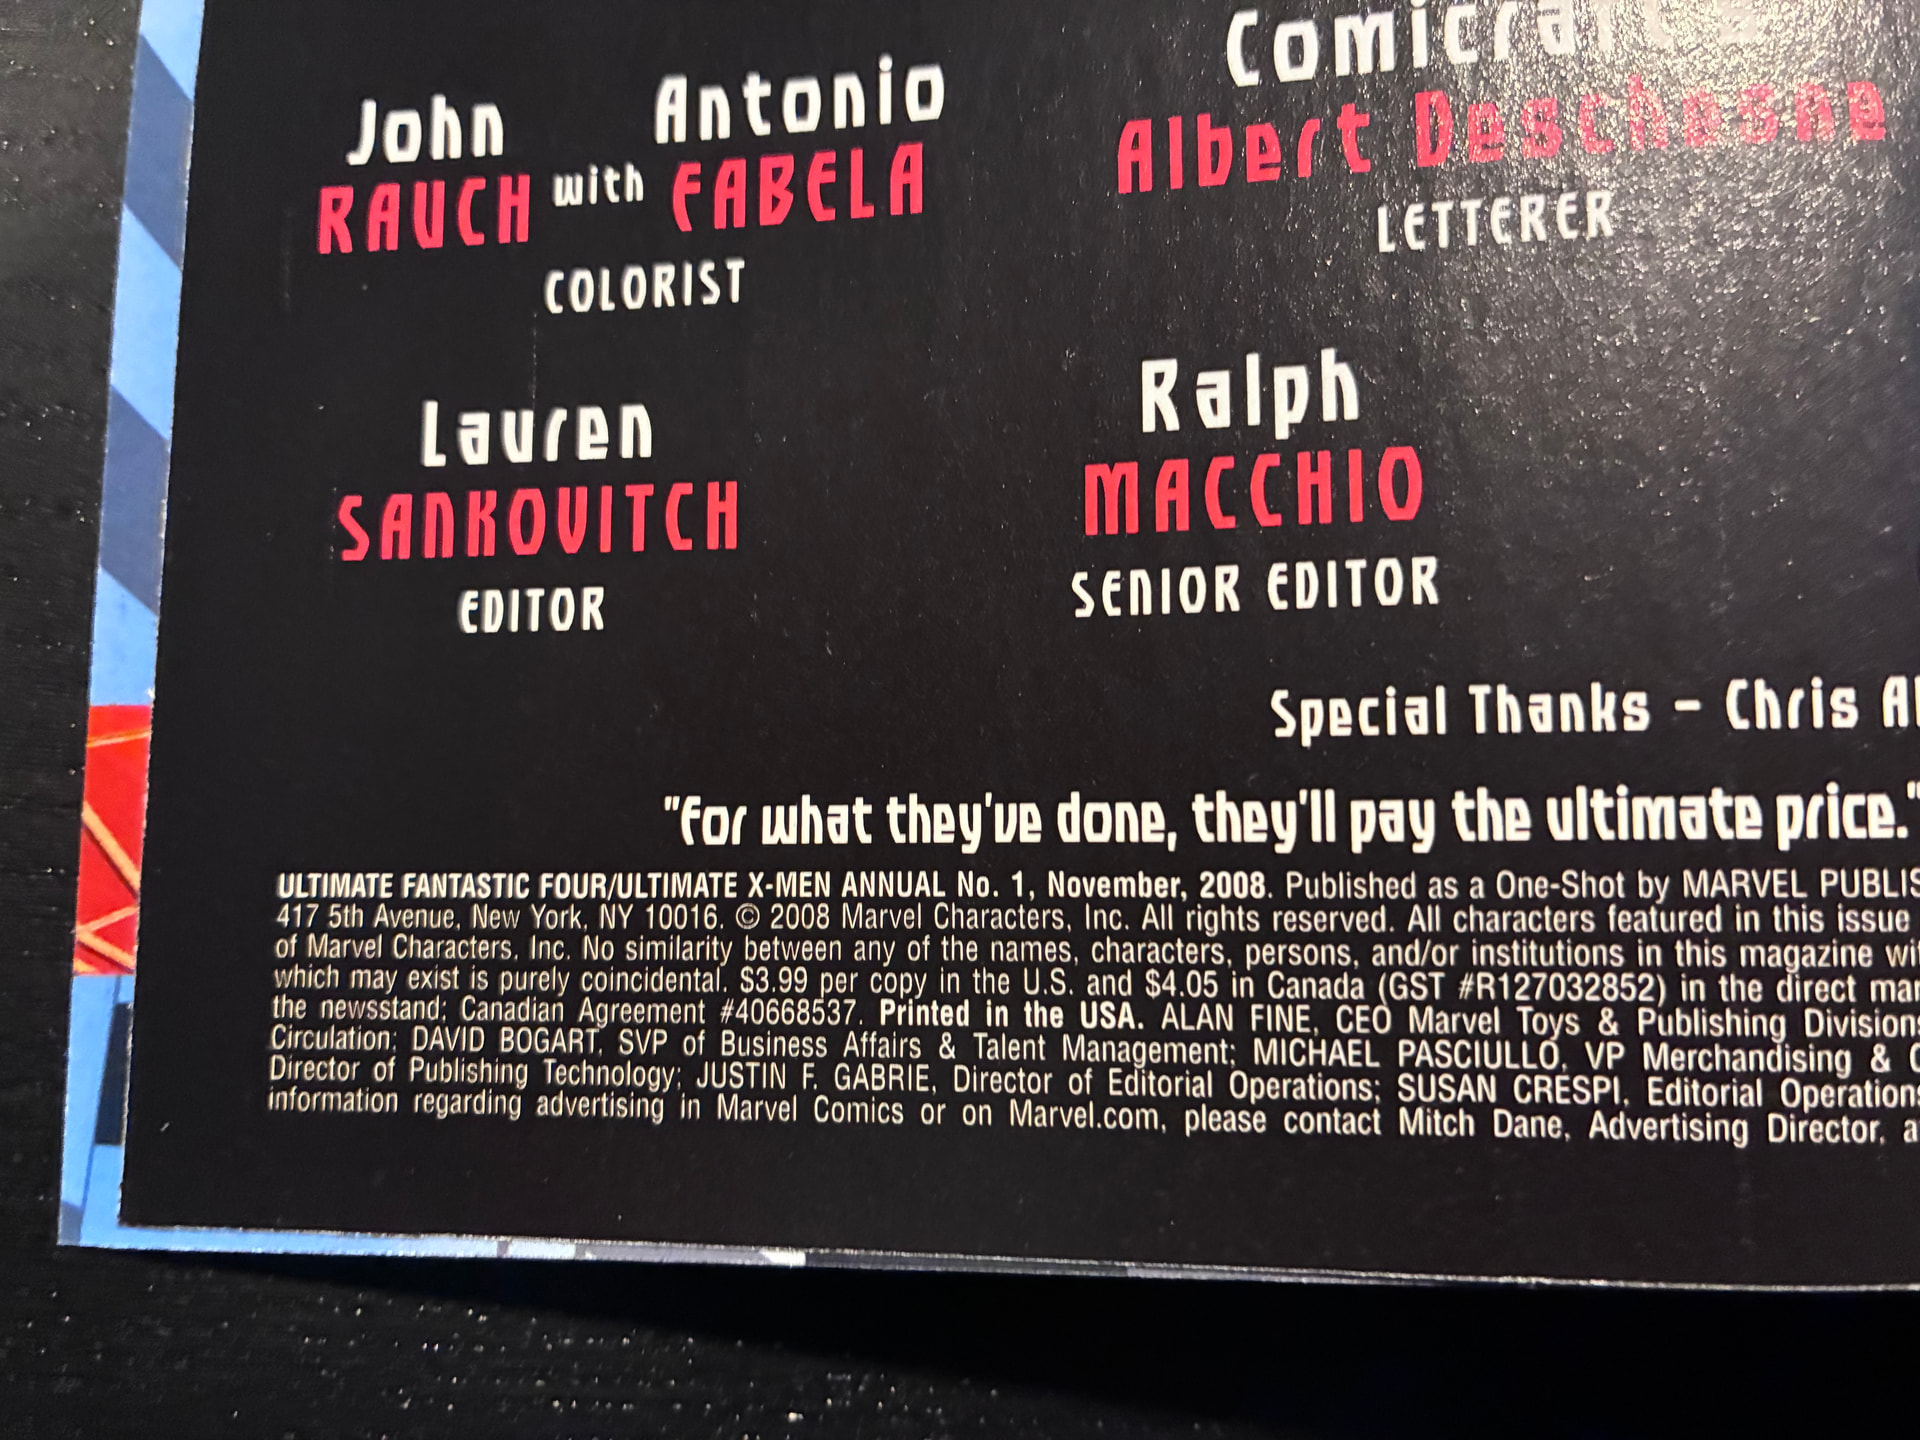 Comicraft's
John Antonio
Albert Deschesne
RAUCH with FABELA
LETTERER
COLORIST
Ralph
Lauren
MACCHIO
SANKOVITCH
SENIOR EDITOR
EDITOR
Special Thanks - Chris
"For what they've done, they'll pay the ultimate price."
ULTIMATE FANTASTIC FOUR/ULTIMATE X-MEN ANNUAL No. 1, November, 2008. Published as a One-Shot by MARVEL
417 5th Avenue, New York, NY 10016. © 2008 Marvel Characters, Inc. All rights reserved. All characters featured in this issue
of Marvel Characters, Inc. No similarity between any of the names, characters, persons, and/or institutions in this magazine
which may exist is purely coincidental. $3.99 per copy in the U.S. and $4.05 in Canada (GST #R127032852) in the direct
the newsstand; Canadian Agreement #40668537. Printed in the USA. ALAN FINE, CEO Marvel Toys & Publishing
Circulation; DAVID BOGART, SVP of Business Affairs & Talent Management; MICHAEL PASCIULLO, VP Merchandising &
Director of Publishing Technology; JUSTIN F. GABRIE, Director of Editorial Operations; SUSAN CRESPI, Editorial
information regarding advertising in Marvel Comics or on Marvel.com, please contact Mitch Dane, Advertising Director,